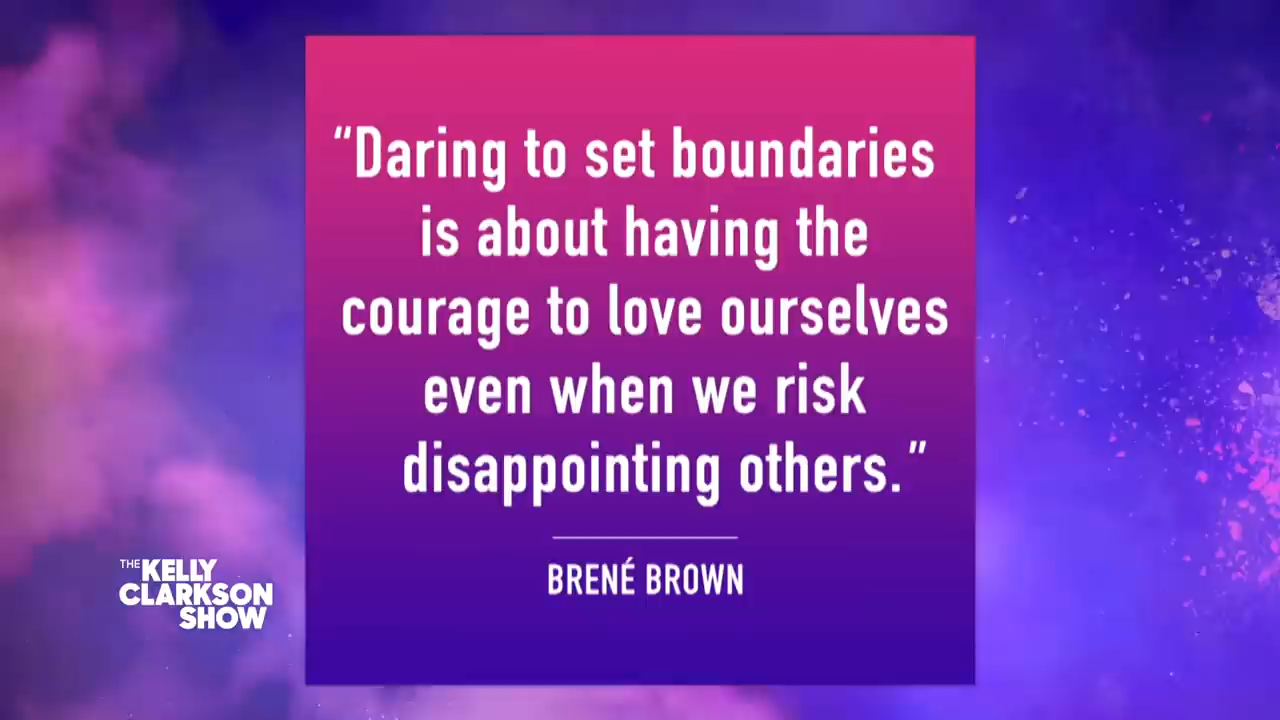 “Daring to set boundaries
is about having the
courage to love ourselves
even when we risk
disappointing others.”
BRENÉ BROWN
THE KELLY
CLARKSON
SHOW